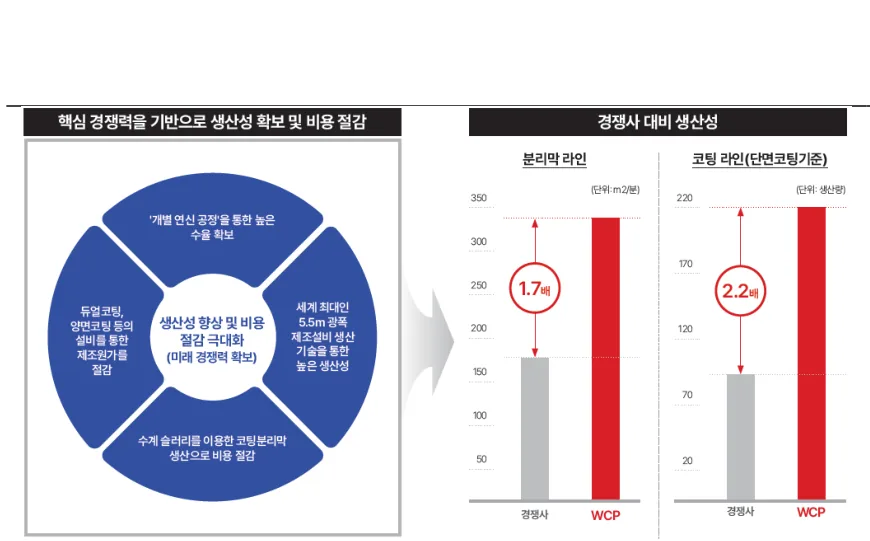 핵심 경쟁력을 기반으로 생산성 확보 및 비용 절감
'개별 연신 공정'을 통한 높은
수율 확보
듀얼코팅,
양면코팅 등의
설비를 통한
제조원가를
절감
생산성 향상 및 비용
절감 극대화
(미래 경쟁력 확보)
세계 최대인
5.5m 광폭
제조설비 생산
기술을 통한
높은 생산성
수계 슬러리를 이용한 코팅분리막
생산으로 비용 절감
경쟁사 대비 생산성
분리막 라인
(단위:m2/분)
350
300
250
200
150
100
50
1.7배
경쟁사
WCP
코팅 라인(단면코팅기준)
(단위: 생산량)
220
170
120
70
20
2.2배
경쟁사
WCP